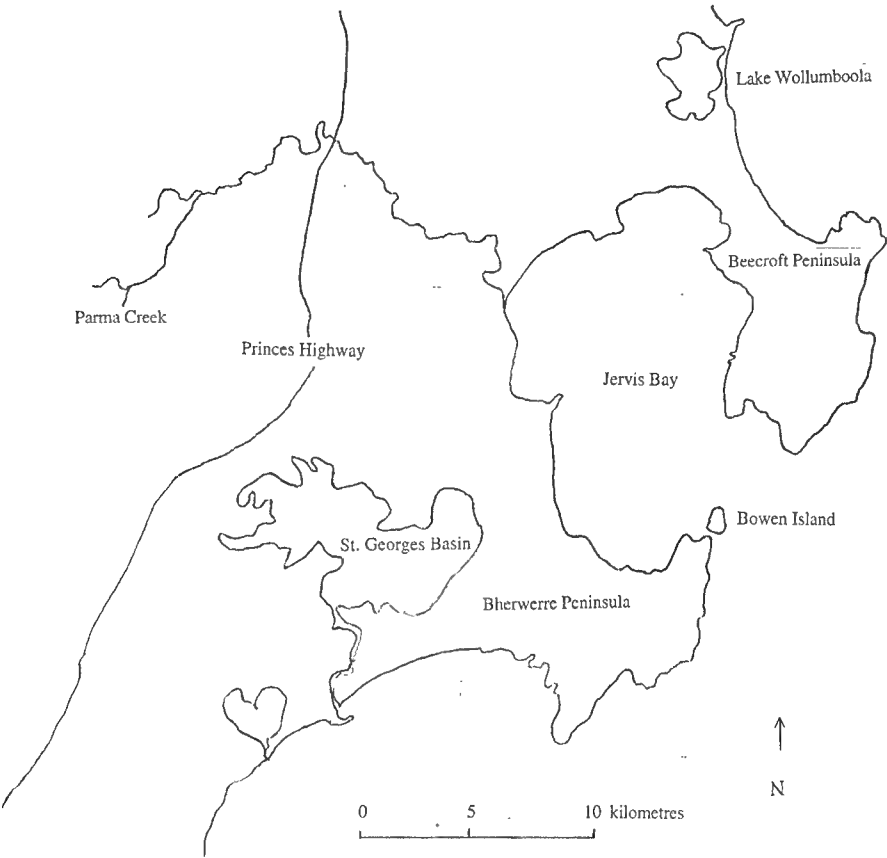 Lake Wollumboola
Beecroft Peninsula
Parma Creek
Princes Highway
Jervis Bay
Bowen Island
St. Georges Basin
Bherwerre Peninsula
N
0 5 10 kilometres